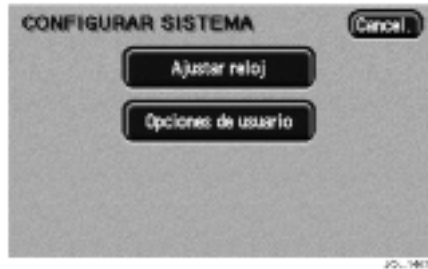 CONFIGURAR SISTEMA
Cancel.
Ajustar reloj
Opciones de usuario